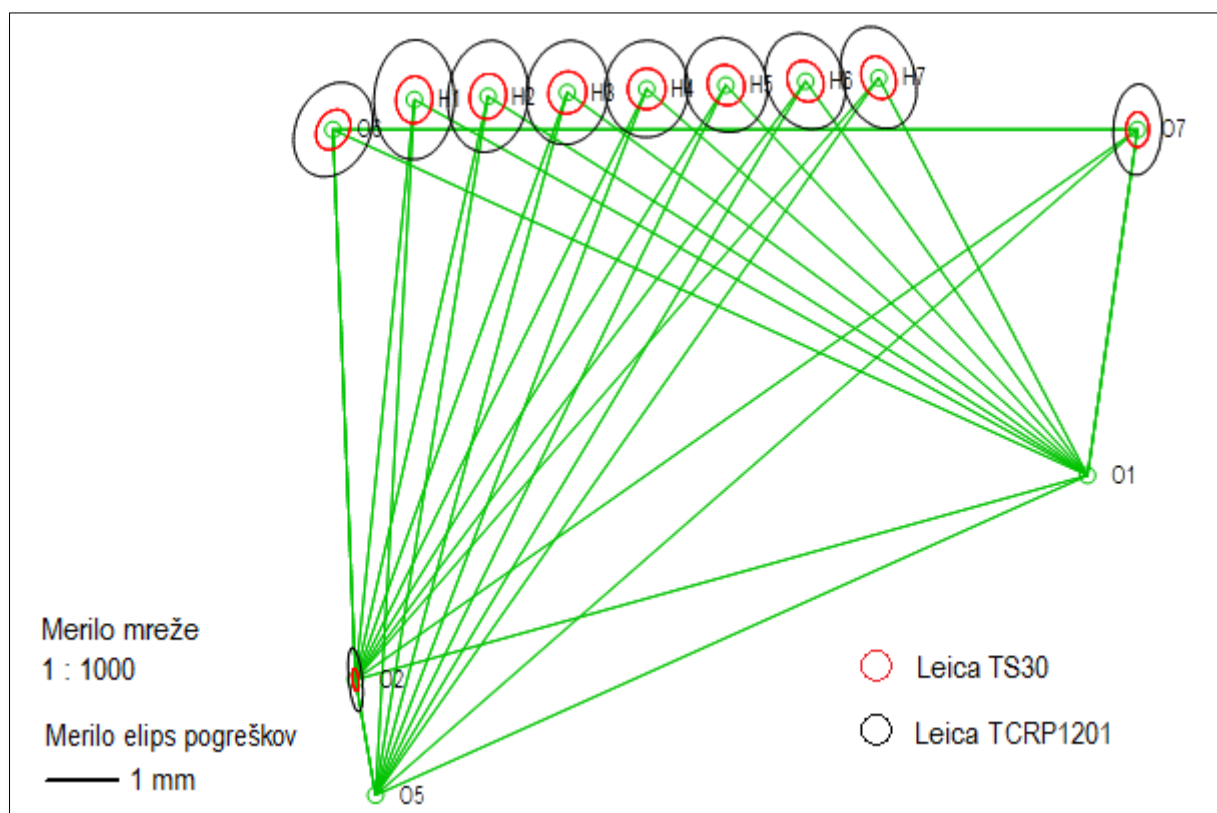 H1
H2
H3
H4
H5
H6
H7
O6
O7
O1
O2
O5
Merilo mreže
1 : 1000
Merilo elips pogreškov
1 mm
Leica TS30
Leica TCRP1201